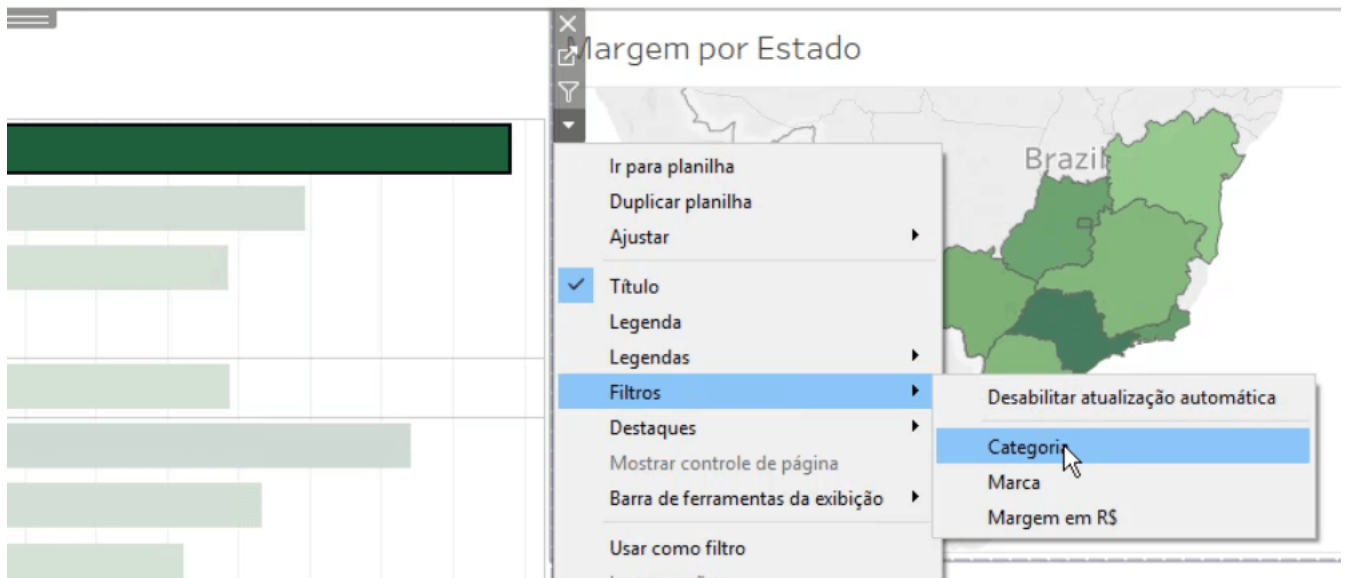 Margem por Estado
Brazil
Ir para planilha
Duplicar planilha
Ajustar
Título
Legenda
Legendas
Filtros
Destaques
Mostrar controle de página
Barra de ferramentas da exibição
Usar como filtro
Desabilitar atualização automática
Categoria
Marca
Margem em R$